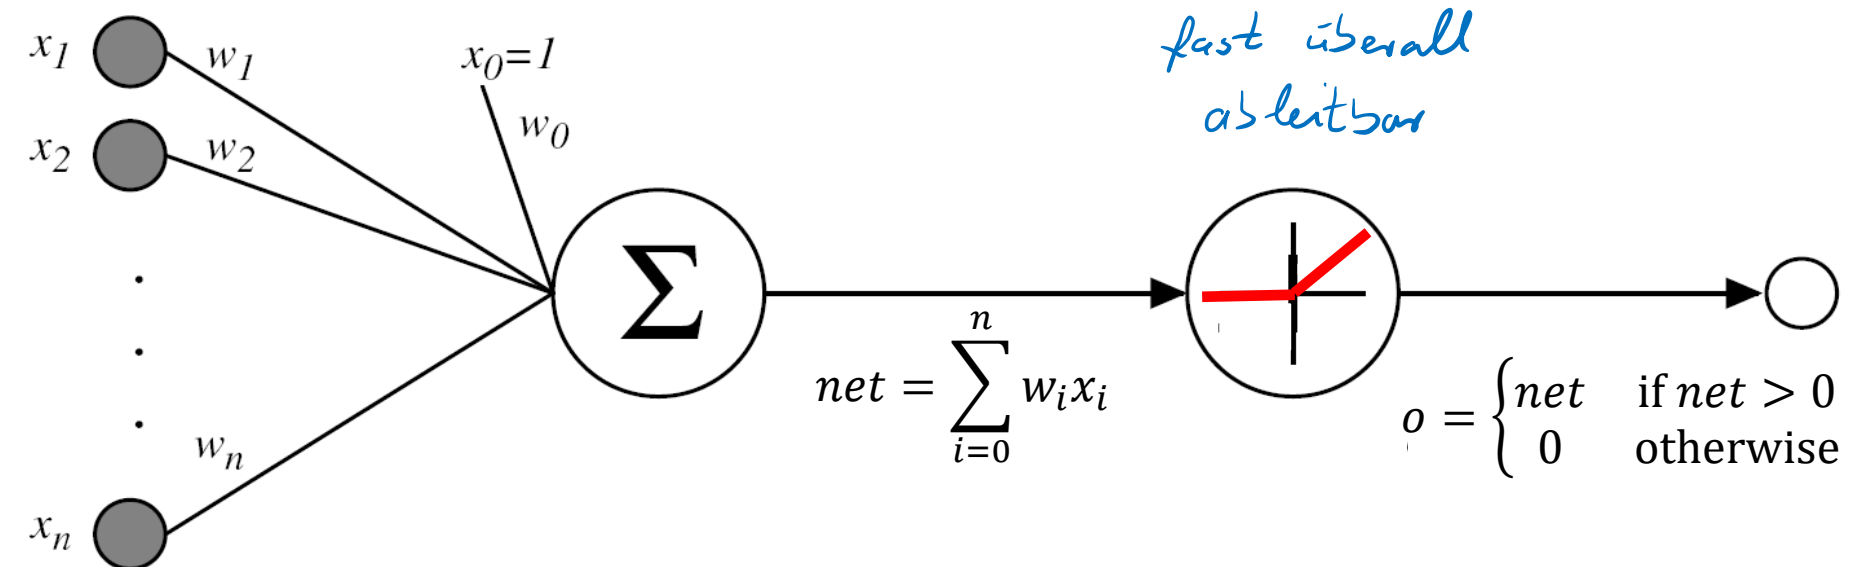 x₁ w₁ x₀=1 fast überall
x₂ w₂ w₀ ableitbar
Σ
.
.
.
net = ∑ᵢ₌₀ⁿ wᵢxᵢ
o = { net if net > 0
0 otherwise
wₙ
xₙ